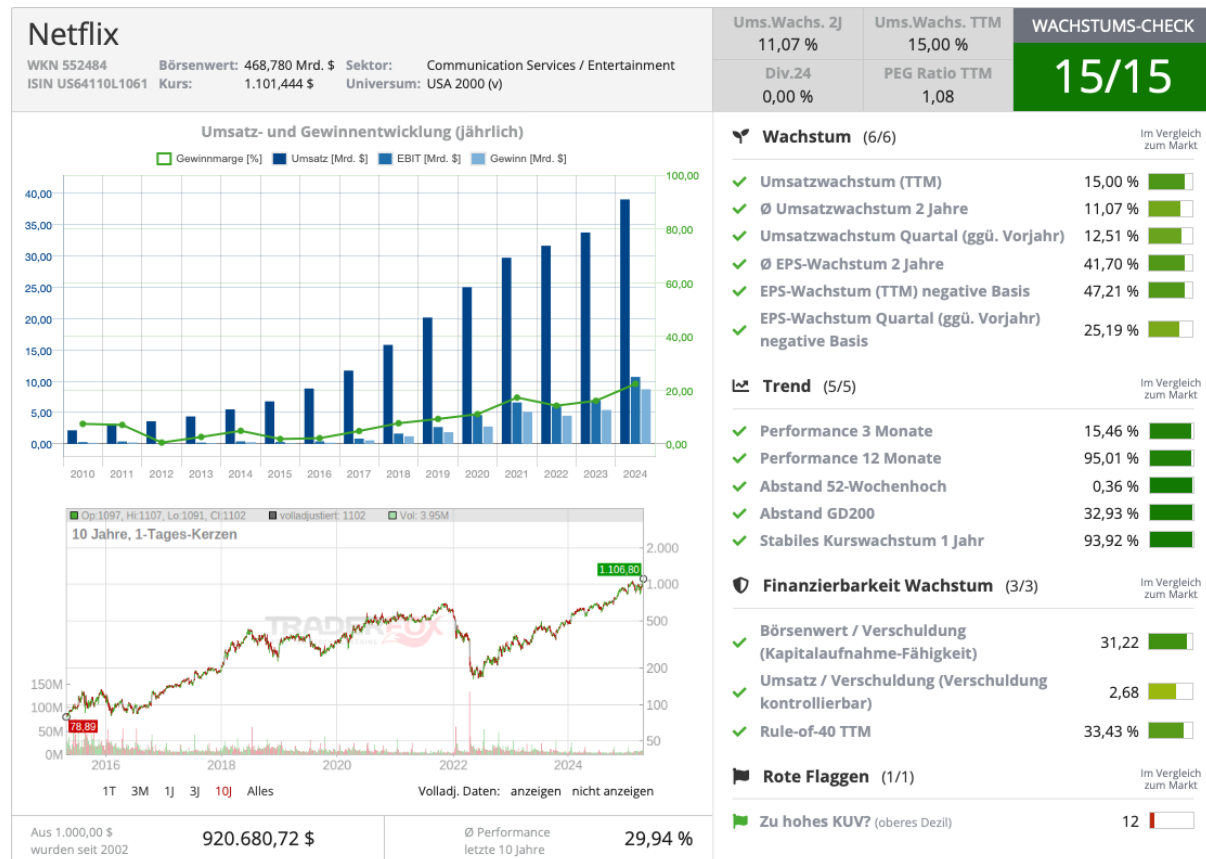 Netflix
WKN 552484 Börsenwert: 468,780 Mrd. $ Sektor: Communication Services / Entertainment
ISIN US64110L1061 Kurs: 1.101,444 $ Universum: USA 2000 (v)
Ums.Wachs. 2J Ums.Wachs. TTM
11,07 % 15,00 %
Div.24 PEG Ratio TTM
0,00 % 1,08
WACHSTUMS-CHECK
15/15
Umsatz- und Gewinnentwicklung (jährlich)
Gewinnmarge [%] Umsatz [Mrd. $] EBIT [Mrd. $] Gewinn [Mrd. $]
100,00
40,00
35,00
80,00
30,00
25,00
60,00
20,00
15,00
40,00
10,00
20,00
5,00
0,00 0,00
2010 2011 2012 2013 2014 2015 2016 2017 2018 2019 2020 2021 2022 2023 2024
Op:1097, Hi:1107, Lo:1091, Cl:1102 volladjustiert: 1102 Vol: 3.95M
10 Jahre, 1-Tages-Kerzen
2.000
1.106,80
1.000
TRADERFOX
500
200
150M
100M 100
78,89
50M 50
0M
2016 2018 2020 2022 2024
1T 3M 1J 3J 10J Alles Volladj. Daten: anzeigen nicht anzeigen
Aus 1.000,00 $
wurden seit 2002
920.680,72 $
Ø Performance
letzte 10 Jahre
29,94 %
Wachstum (6/6)
Im Vergleich
zum Markt
Umsatzwachstum (TTM) 15,00 %
Ø Umsatzwachstum 2 Jahre 11,07 %
Umsatzwachstum Quartal (ggü. Vorjahr) 12,51 %
Ø EPS-Wachstum 2 Jahre 41,70 %
EPS-Wachstum (TTM) negative Basis 47,21 %
EPS-Wachstum Quartal (ggü. Vorjahr)
negative Basis 25,19 %
Trend (5/5)
Im Vergleich
zum Markt
Performance 3 Monate 15,46 %
Performance 12 Monate 95,01 %
Abstand 52-Wochenhoch 0,36 %
Abstand GD200 32,93 %
Stabiles Kurswachstum 1 Jahr 93,92 %
Finanzierbarkeit Wachstum (3/3)
Im Vergleich
zum Markt
Börsenwert / Verschuldung
(Kapitalaufnahme-Fähigkeit) 31,22
Umsatz / Verschuldung (Verschuldung
kontrollierbar) 2,68
Rule-of-40 TTM 33,43 %
Rote Flaggen (1/1)
Im Vergleich
zum Markt
Zu hohes KUV? (oberes Dezil) 12